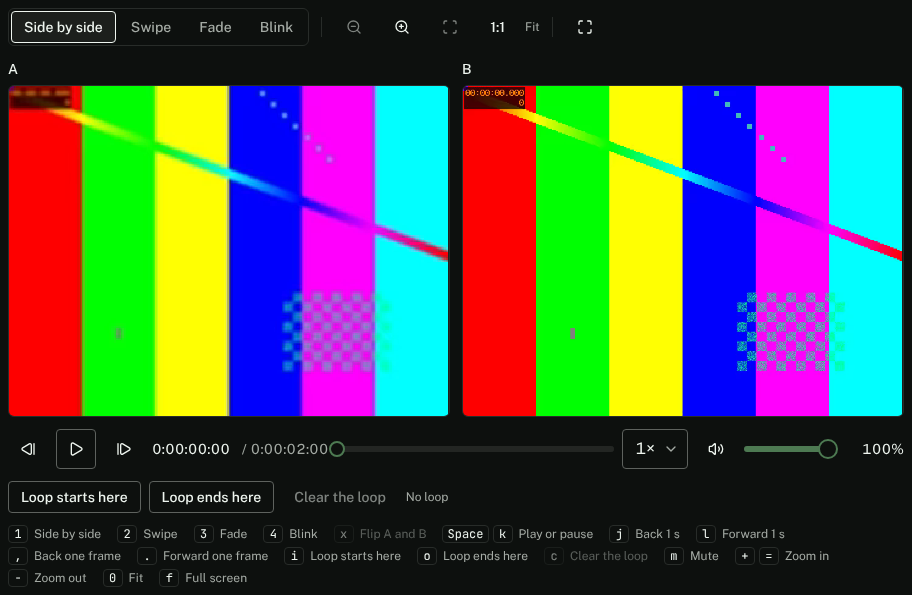 Side by side Swipe Fade Blink 1:1 Fit
A B
00:00:00.000
0
0:00:00:00 / 0:00:02:00 1× 100%
Loop starts here Loop ends here Clear the loop No loop
1 Side by side 2 Swipe 3 Fade 4 Blink x Flip A and B Space k Play or pause j Back 1 s l Forward 1 s
, Back one frame . Forward one frame i Loop starts here o Loop ends here c Clear the loop m Mute + = Zoom in
- Zoom out 0 Fit f Full screen